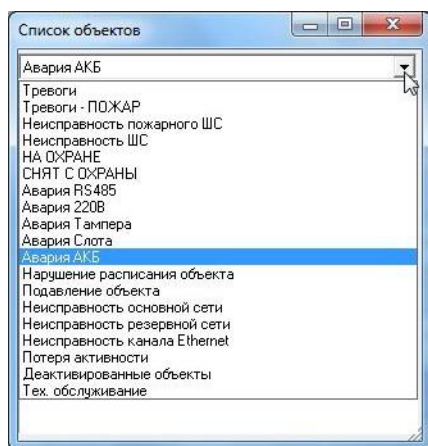 Список объектов
Авария АКБ
Тревоги
Тревоги - ПОЖАР
Неисправность пожарного ШС
Неисправность ШС
НА ОХРАНЕ
СНЯТ С ОХРАНЫ
Авария RS485
Авария 220В
Авария Тампера
Авария Слота
Авария АКБ
Нарушение расписания объекта
Подавление объекта
Неисправность основной сети
Неисправность резервной сети
Неисправность канала Ethernet
Потеря активности
Деактивированные объекты
Тех. обслуживание